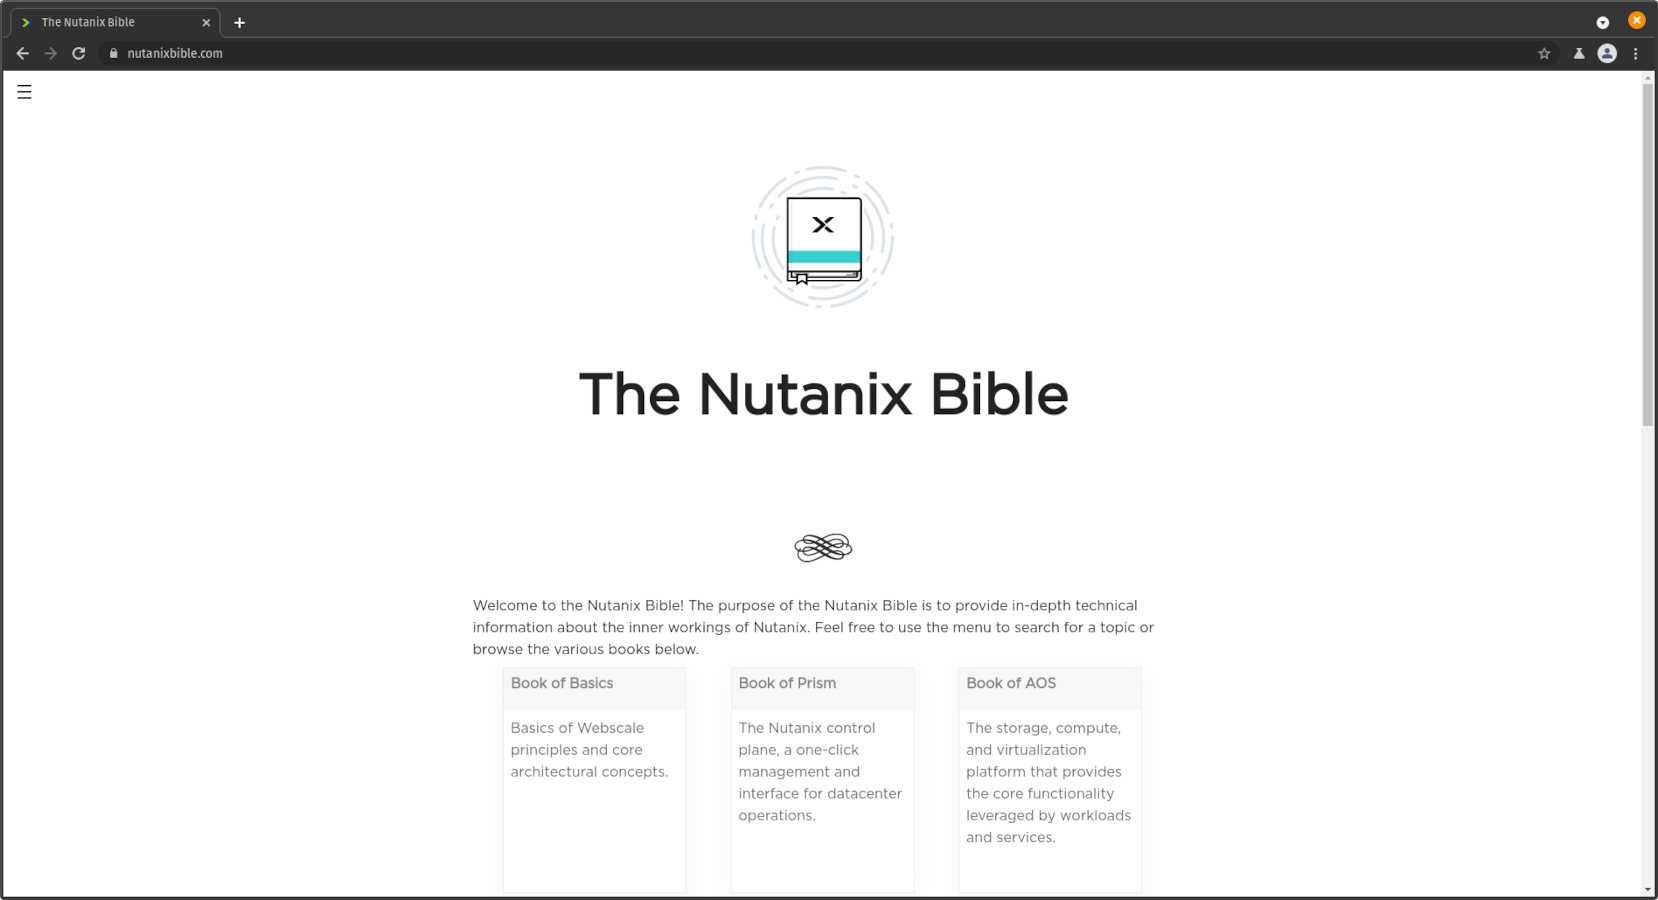 The Nutanix Bible
nutanixbible.com
The Nutanix Bible
Welcome to the Nutanix Bible! The purpose of the Nutanix Bible is to provide in-depth technical
information about the inner workings of Nutanix. Feel free to use the menu to search for a topic or
browse the various books below.
Book of Basics
Basics of Webscale
principles and core
architectural concepts.
Book of Prism
The Nutanix control
plane, a one-click
management and
interface for datacenter
operations.
Book of AOS
The storage, compute,
and virtualization
platform that provides
the core functionality
leveraged by workloads
and services.